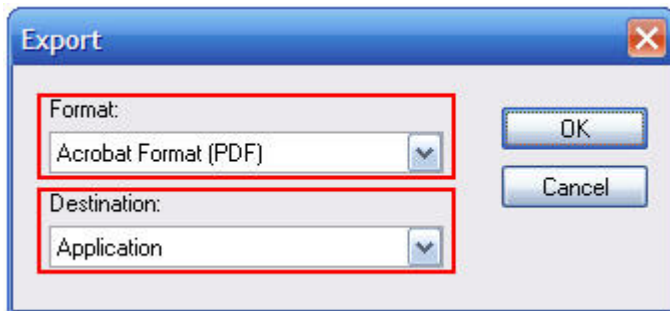 Export
Format:
Acrobat Format (PDF)
OK
Cancel
Destination:
Application